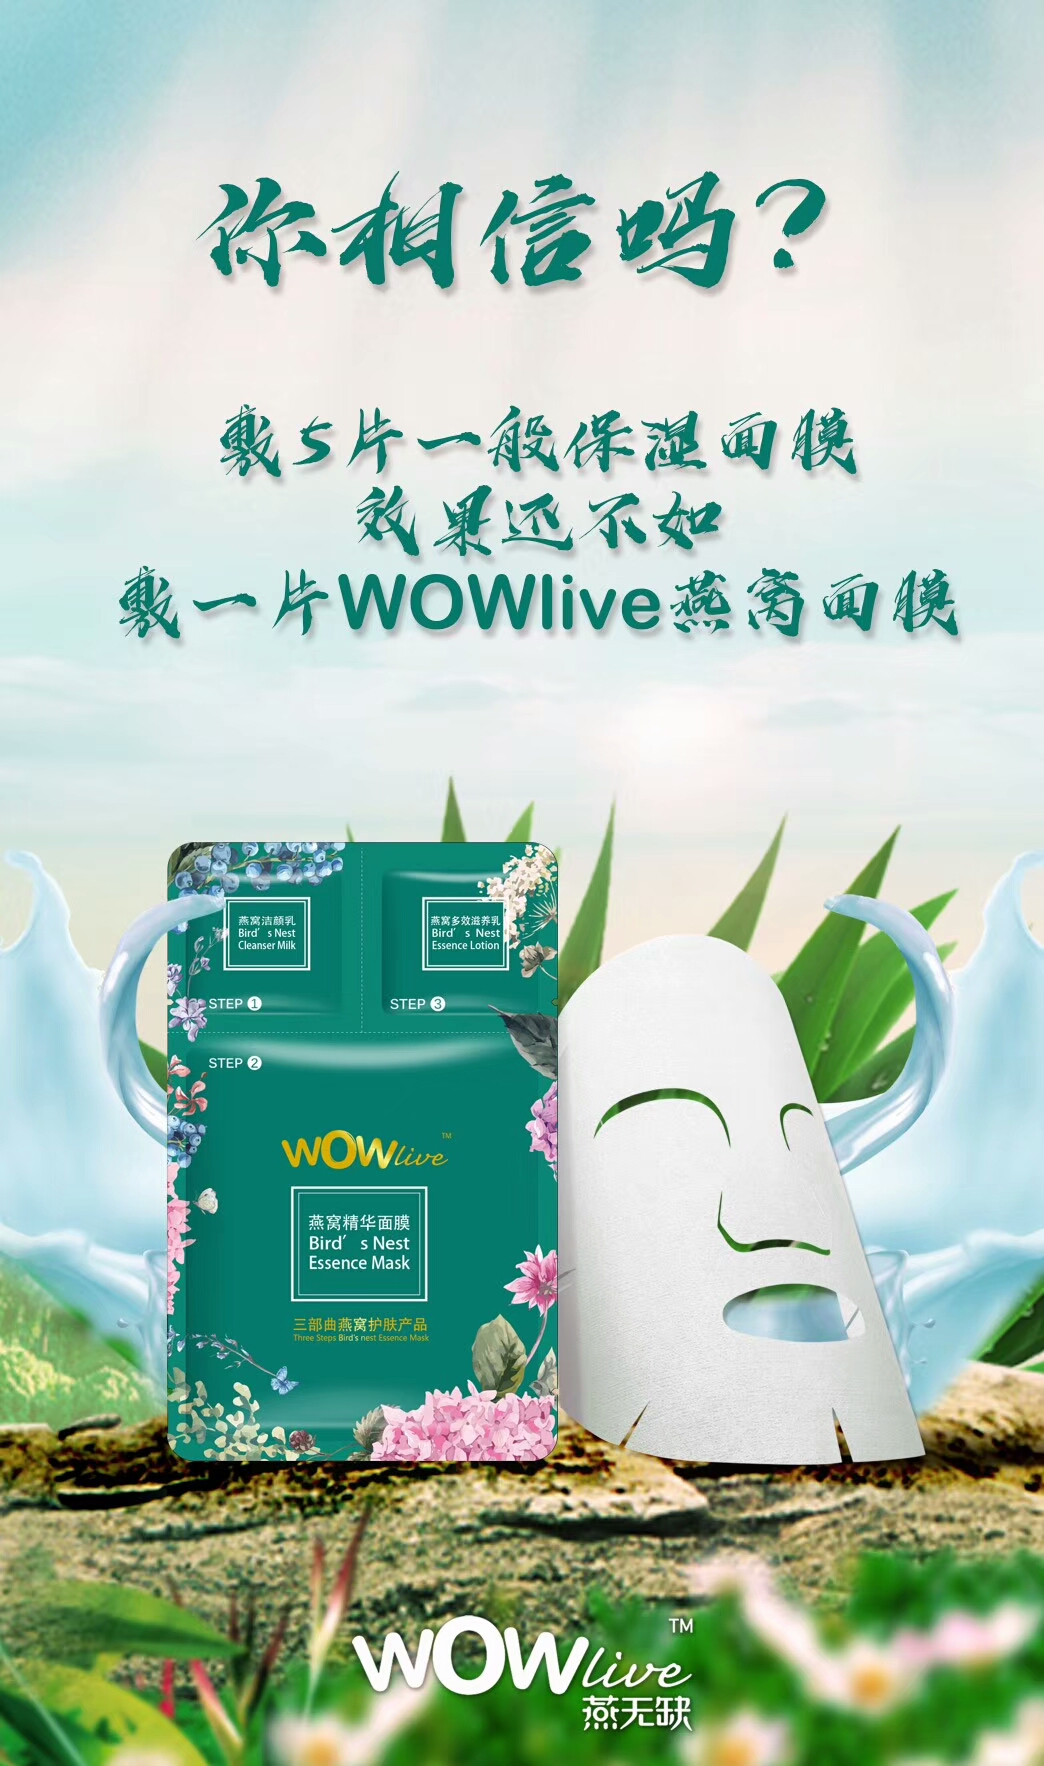 你相信吗?
敷5片一般保湿面膜
效果还不如
敷一片WOWlive燕窝面膜
燕窝洁颜乳
Bird's Nest
Cleanser Milk
STEP 1
燕窝多效滋养乳
Bird's Nest
Essence Lotion
STEP 3
STEP 2
WOWlive™
燕窝精华面膜
Bird's Nest
Essence Mask
三部曲燕窝护肤产品
Three Steps Bird's nest Essence Mask
WOWlive™
燕无缺